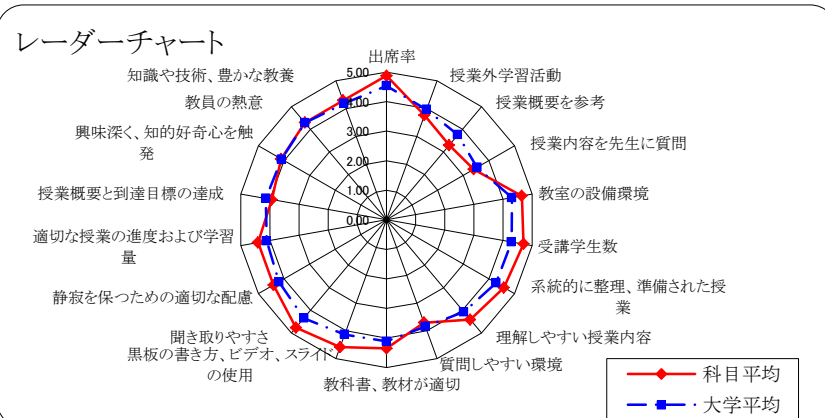 レーダーチャート
出席率
授業外学習活動
授業概要を参考
授業内容を先生に質問
教室の設備環境
受講学生数
系統的に整理、準備された授
業
理解しやすい授業内容
質問しやすい環境
教科書、教材が適切
黒板の書き方、ビデオ、スライド
の使用
聞き取りやすさ
静寂を保つための適切な配慮
適切な授業の進度および学習
量
授業概要と到達目標の達成
興味深く、知的好奇心を触
発
教員の熱意
知識や技術、豊かな教養
5.00
4.00
3.00
2.00
1.00
0.00
科目平均
大学平均